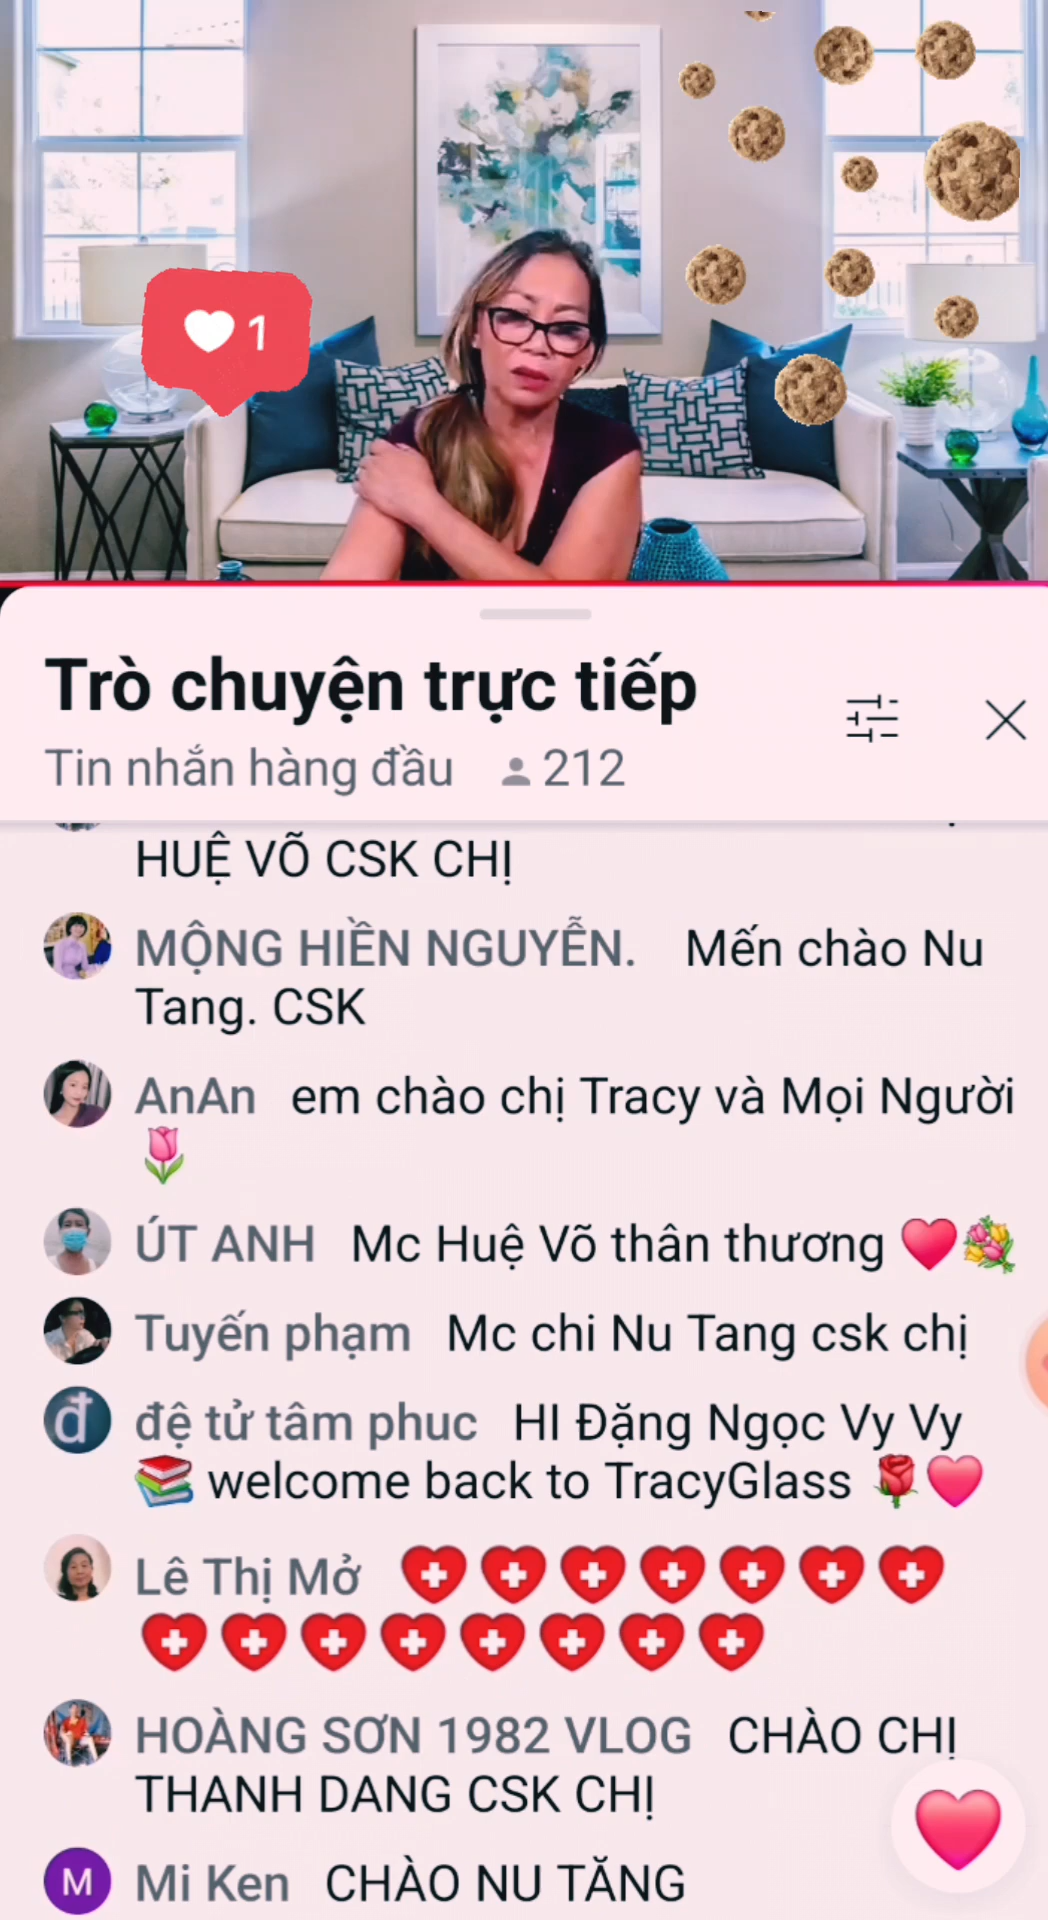 1
Trò chuyện trực tiếp
Tin nhắn hàng đầu 212
HUỆ VÕ CSK CHỊ
MỘNG HIỀN NGUYỄN. Mến chào Nu
Tang. CSK
AnAn em chào chị Tracy và Mọi Người
ÚT ANH Mc Huệ Võ thân thương
Tuyến phạm Mc chi Nu Tang csk chị
đ đệ tử tâm phuc HI Đặng Ngọc Vy Vy
welcome back to TracyGlass
Lê Thị Mở
HOÀNG SƠN 1982 VLOG CHÀO CHỊ
THANH DANG CSK CHỊ
M Mi Ken CHÀO NU TĂNG